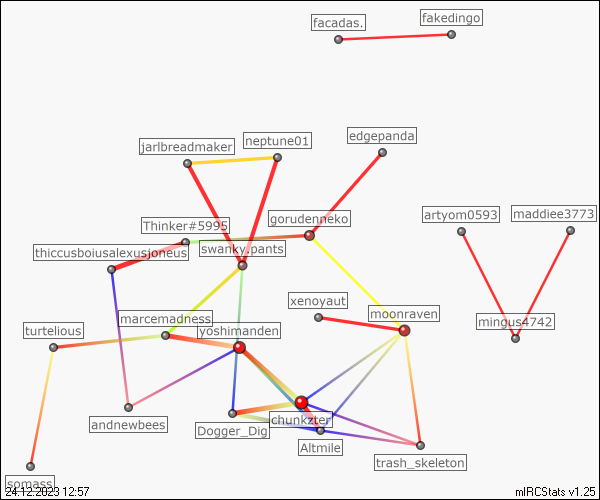 facadas.
fakedingo
jarlbreadmaker
neptune01
edgepanda
Thinker#5995
gorudenneko
artyom0593
maddiee3773
thiccusboiusalexusioneus
swanky.pants
xenoyaut
moonraven
turtelious
marcemadness
yoshimanden
mingus4742
andnewbees
Dogger_Dig
chunkzter
Altmile
trash_skeleton
somass
24.12.2023 12:57
mIRCStats v1.25